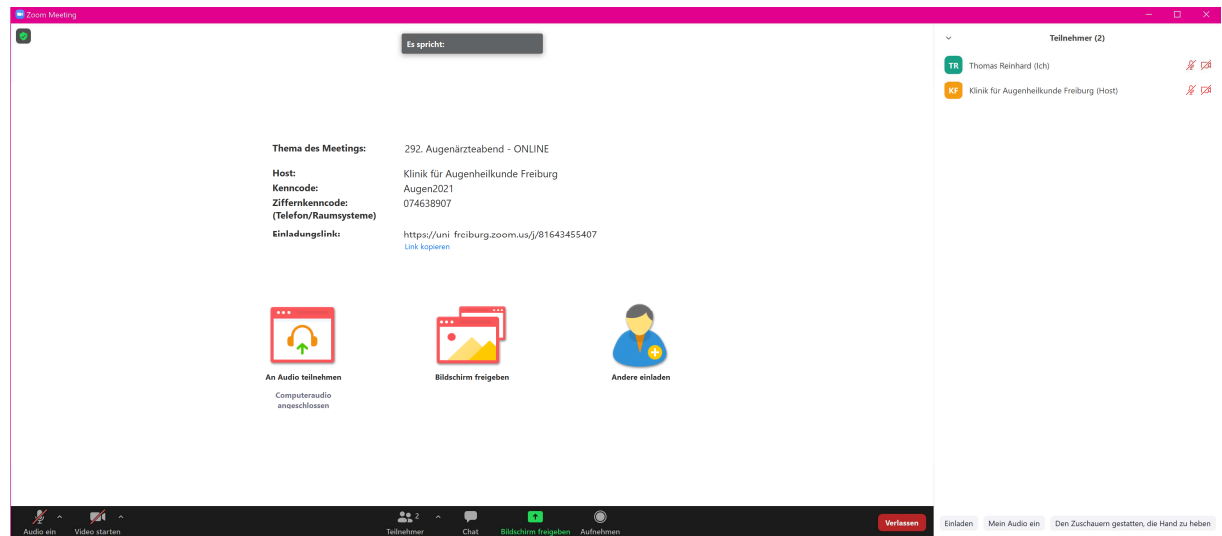 Zoom Meeting
Es spricht:
Thema des Meetings: 292. Augenärzteabend - ONLINE
Host: Klinik für Augenheilkunde Freiburg
Kenncode: Augen2021
Ziffernkenncode: 074638907
(Telefon/Raumsysteme)
Einladungslink: https://uni-freiburg.zoom.us/j/81643455407
Link kopieren
An Audio teilnehmen
Computeraudio
angeschlossen
Bildschirm freigeben
Andere einladen
Teilnehmer (2)
TR Thomas Reinhard (Ich)
KF Klinik für Augenheilkunde Freiburg (Host)
Audio ein
Video starten
2
Teilnehmer
Chat
Bildschirm freigeben
Aufnehmen
Verlassen
Einladen
Mein Audio ein
Den Zuschauern gestatten, die Hand zu heben